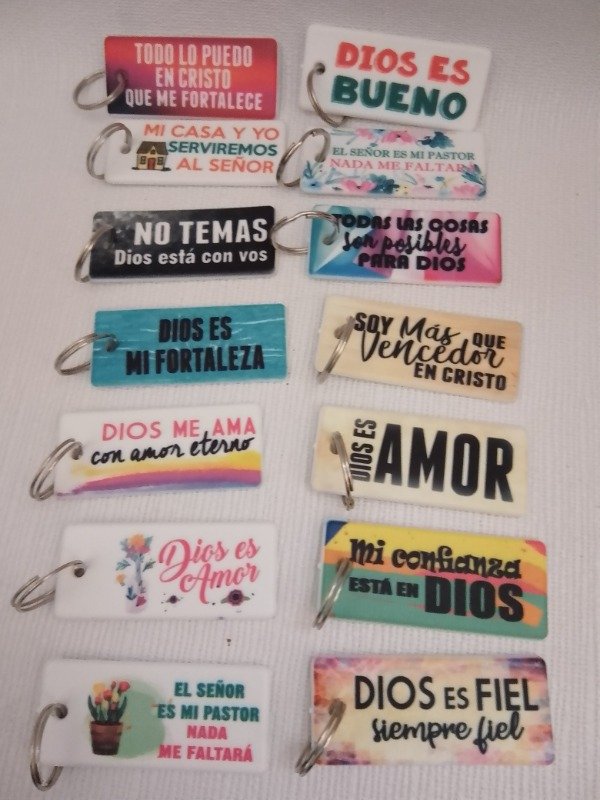 TODO LO PUEDO
EN CRISTO
QUE ME FORTALECE
DIOS ES
BUENO
MI CASA Y YO
SERVIREMOS
AL SEÑOR
EL SEÑOR ES MI PASTOR
NADA ME FALTARÁ
NO TEMAS
Dios está con vos
TODAS LAS COSAS
son posibles
PARA DIOS
DIOS ES
MI FORTALEZA
SOY Más QUE
Vencedor
EN CRISTO
DIOS ME AMA
con amor eterno
DIOS ES
AMOR
Dios es
Amor
Mi confianza
ESTÁ EN DIOS
EL SEÑOR
ES MI PASTOR
NADA
ME FALTARÁ
DIOS ES FIEL
siempre fiel